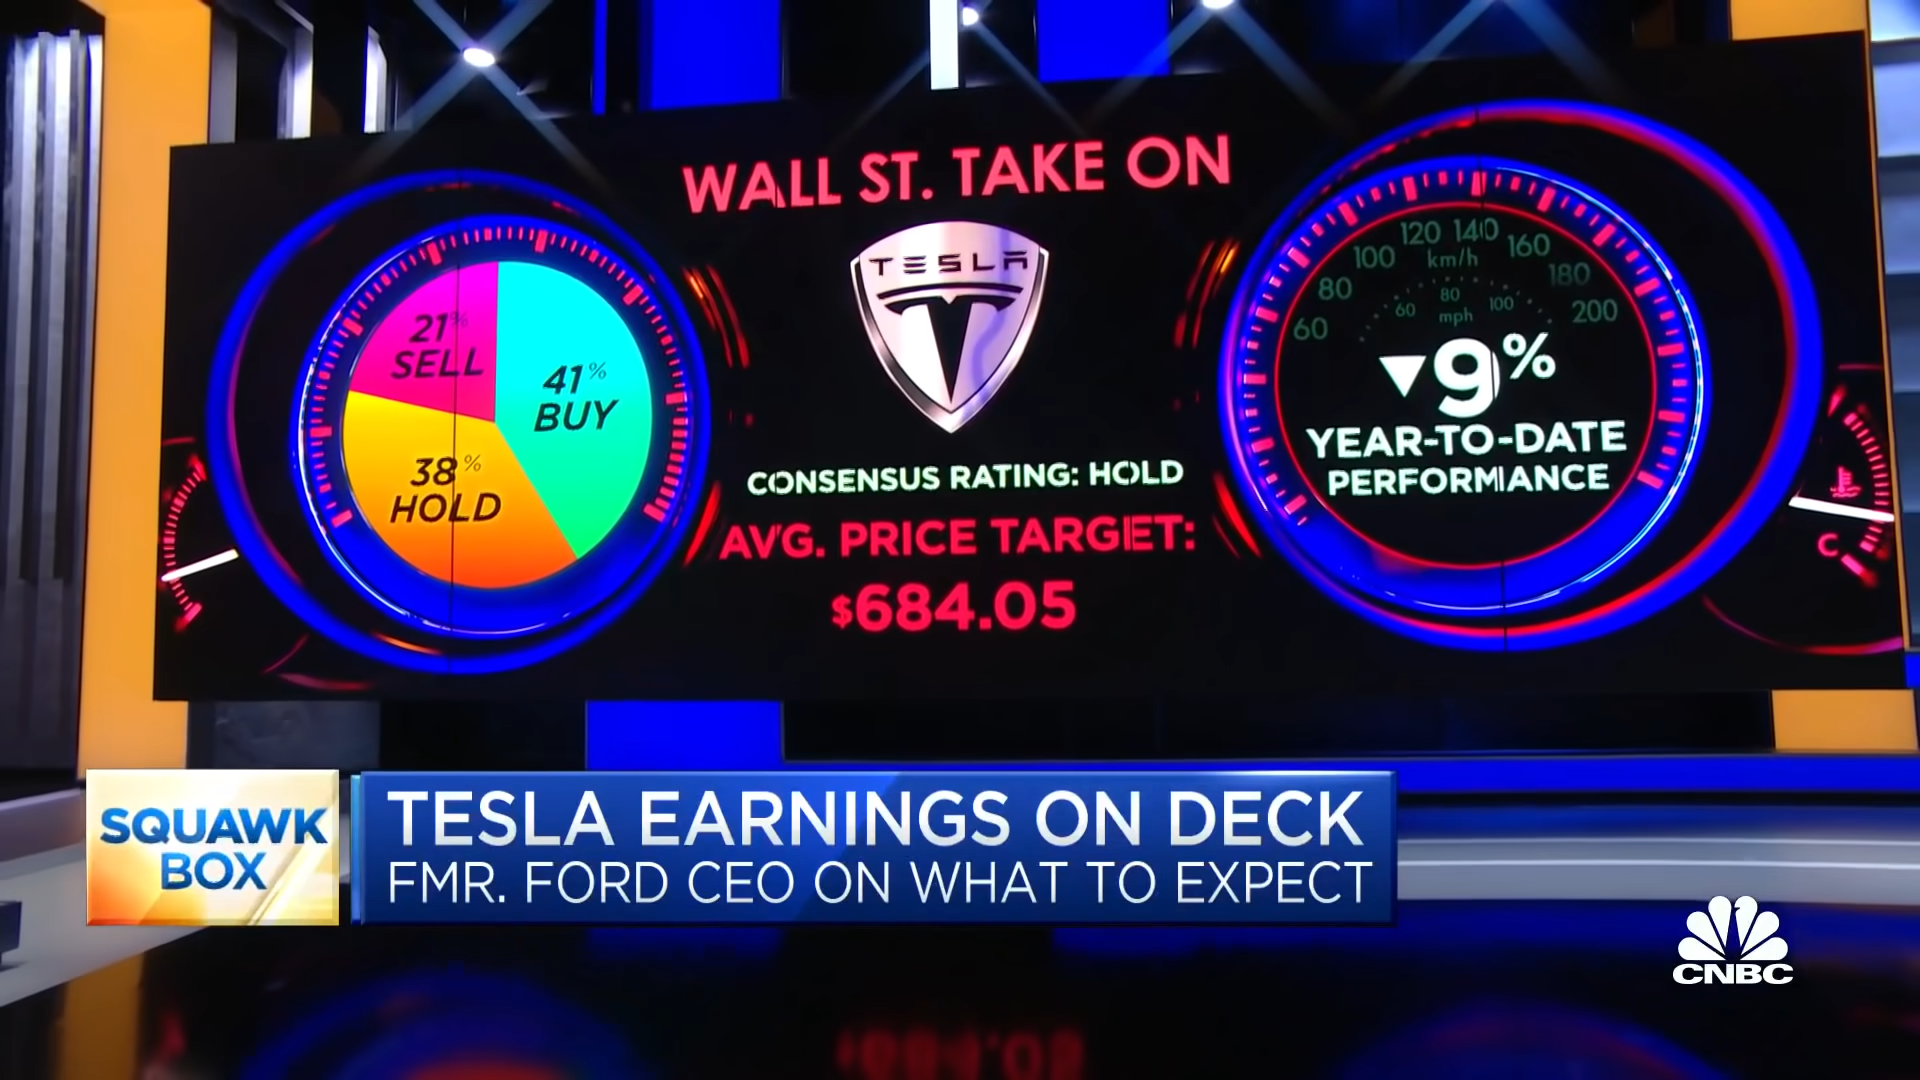 WALL ST. TAKE ON
TESLA
21%
SELL
41%
BUY
38%
HOLD
CONSENSUS RATING: HOLD
AVG. PRICE TARGET:
$684.05
60
80
100
120
140
160
180
200
km/h
60
80
100
mph
▼9%
YEAR-TO-DATE
PERFORMANCE
C
SQUAWK
BOX
TESLA EARNINGS ON DECK
FMR. FORD CEO ON WHAT TO EXPECT
CNBC